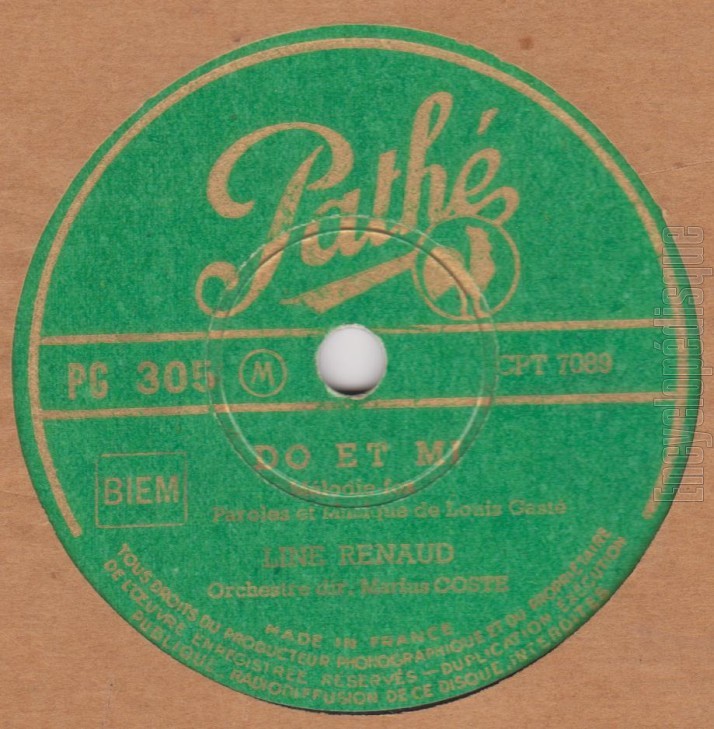 Pathé
PG 305 M CPT 7089
DO ET MI
BIEM
Mélodie fox
Paroles et Musique de Louis Gasté
LINE RENAUD
Orchestre dir. Marius COSTE
MADE IN FRANCE
TOUS DROITS DU PRODUCTEUR PHONOGRAPHIQUE ET DU PROPRIÉTAIRE
DE L'ŒUVRE ENREGISTRÉE RÉSERVÉS - DUPLICATION EXÉCUTION
PUBLIQUE, RADIODIFFUSION DE CE DISQUE INTERDITES
Encyclopédisque